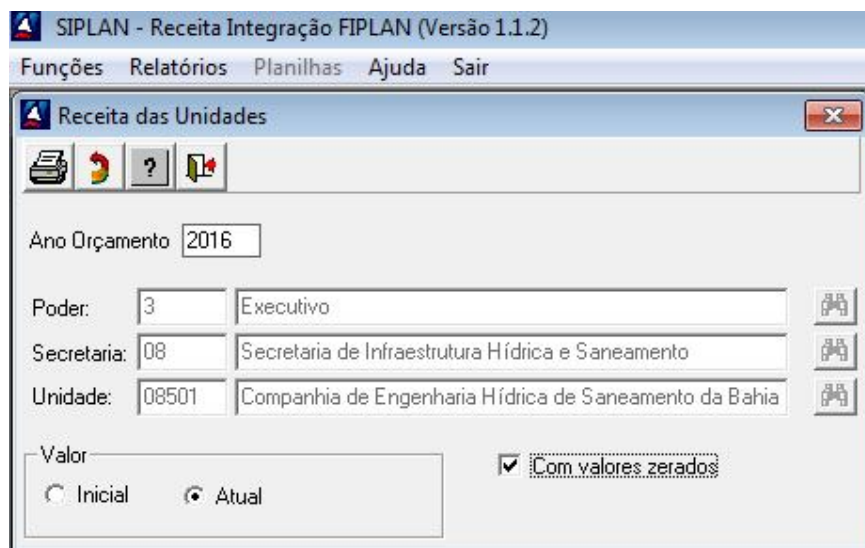 SIPLAN - Receita Integração FIPLAN (Versão 1.1.2)
Funções Relatórios Planilhas Ajuda Sair
Receita das Unidades
?
Ano Orçamento 2016
Poder: 3 Executivo
Secretaria: 08 Secretaria de Infraestrutura Hídrica e Saneamento
Unidade: 08501 Companhia de Engenharia Hídrica de Saneamento da Bahia
Valor
Com valores zerados
Inicial Atual